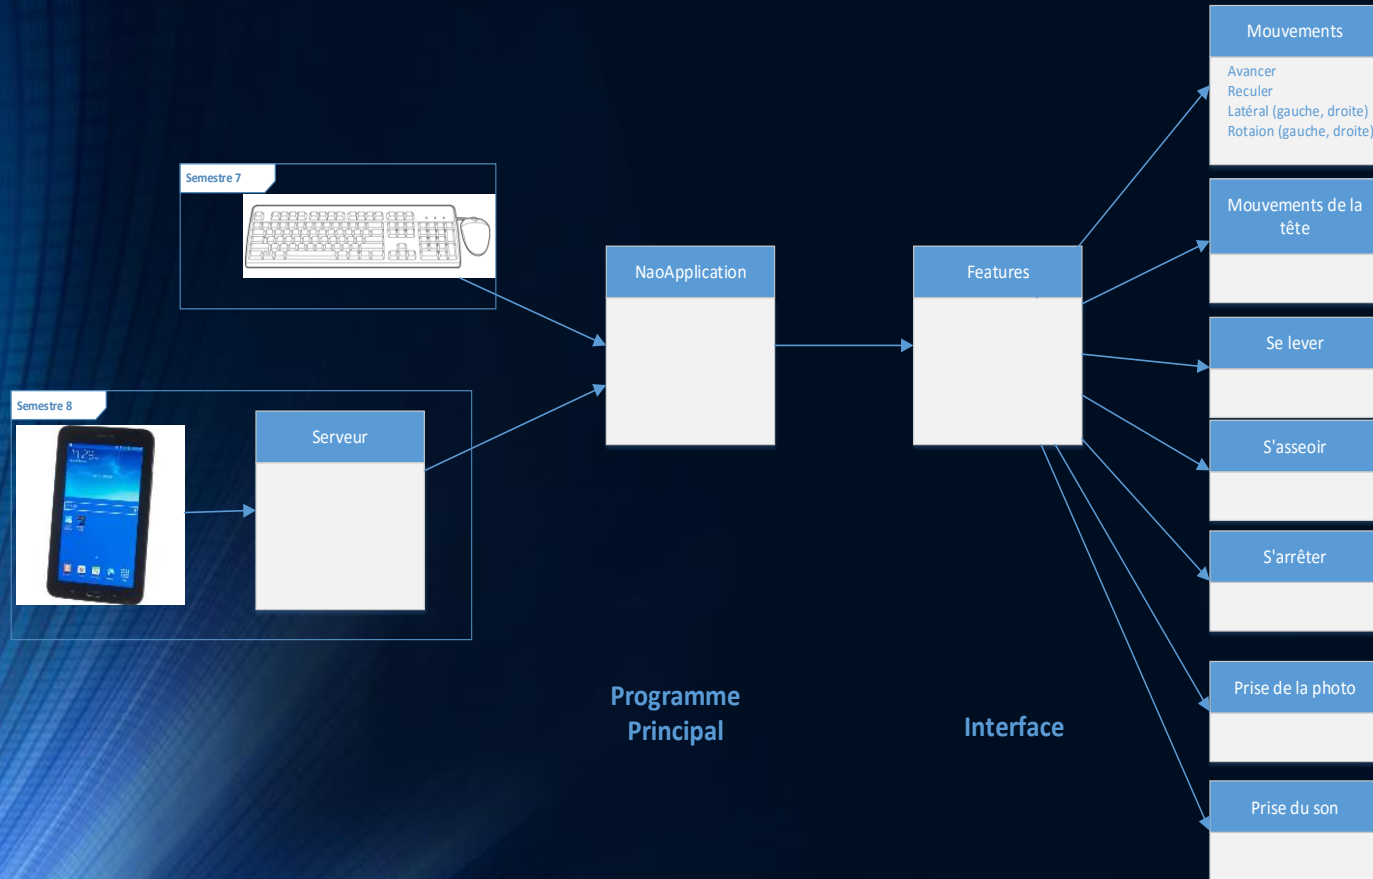 Mouvements
Avancer
Reculer
Latéral (gauche, droite)
Rotaion (gauche, droite)
Semestre 7
Mouvements de la
tête
NaoApplication
Features
Se lever
Semestre 8
Serveur
S'asseoir
S'arrêter
Programme
Principal
Interface
Prise de la photo
Prise du son